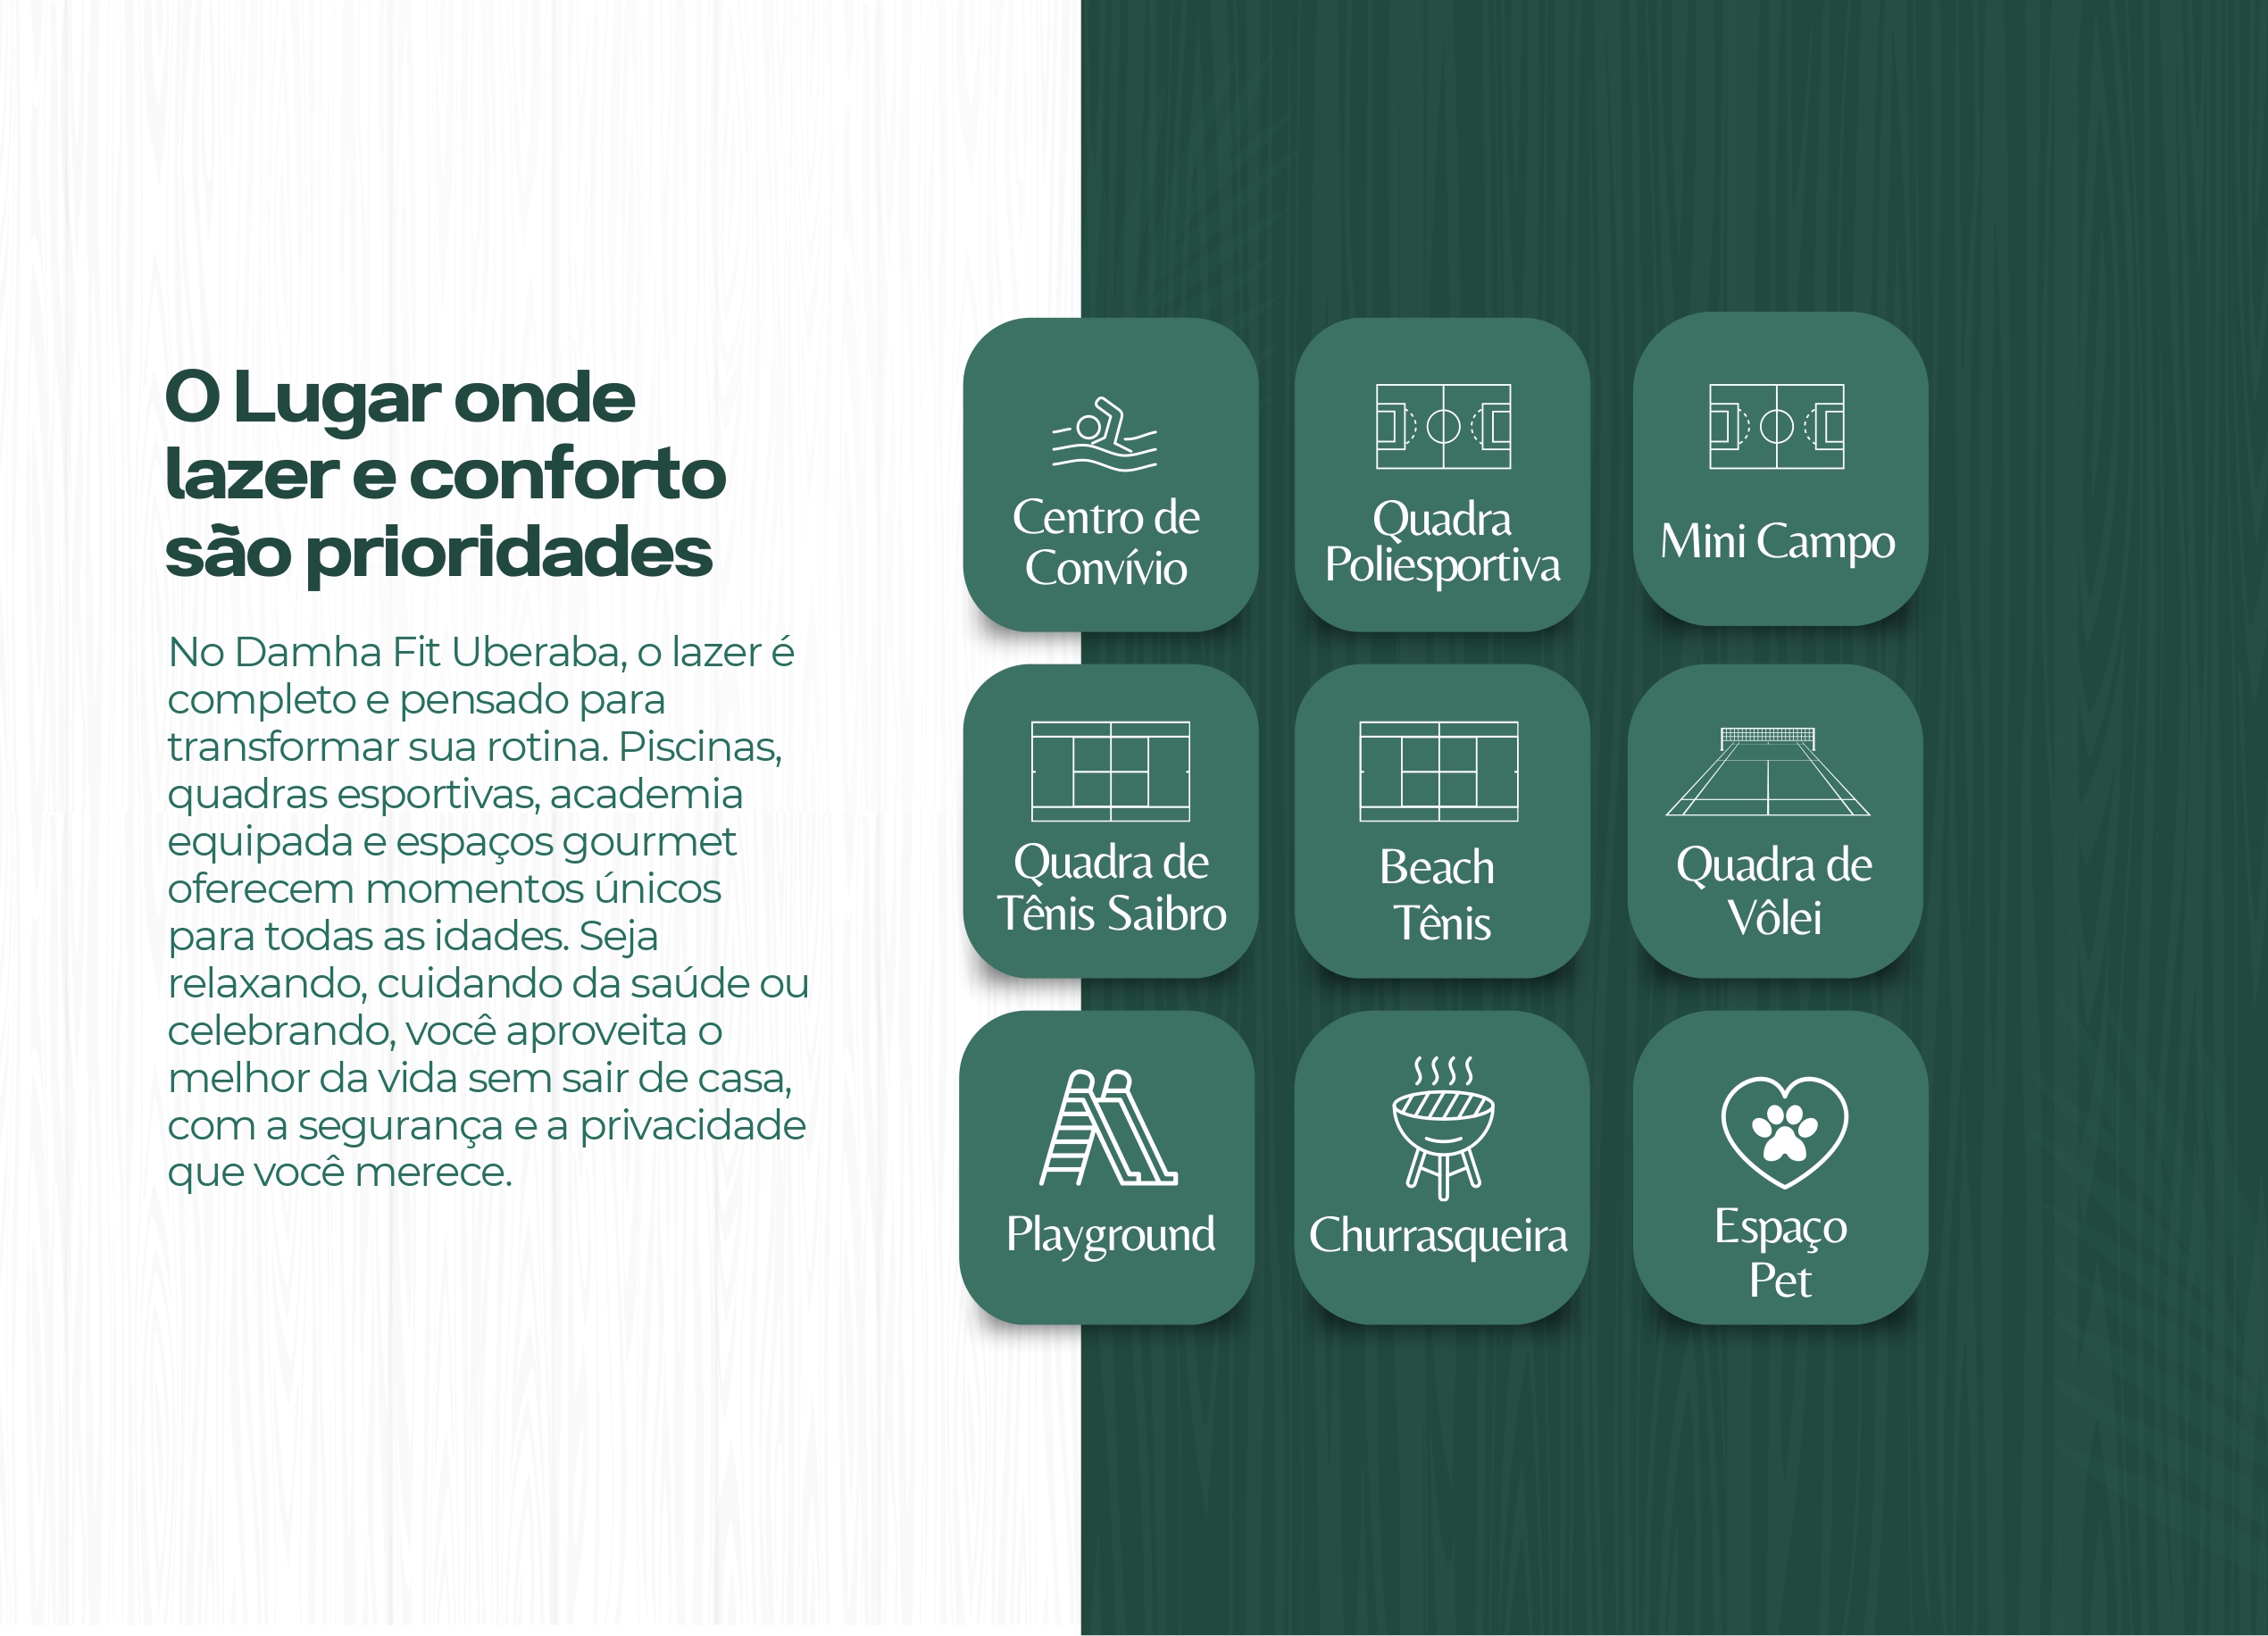 O Lugar onde
lazer e conforto
são prioridades
No Damha Fit Uberaba, o lazer é
completo e pensado para
transformar sua rotina. Piscinas,
quadras esportivas, academia
equipada e espaços gourmet
oferecem momentos únicos
para todas as idades. Seja
relaxando, cuidando da saúde ou
celebrando, você aproveita o
melhor da vida sem sair de casa,
com a segurança e a privacidade
que você merece.
Centro de
Convívio
Quadra
Poliesportiva
Mini Campo
Quadra de
Tênis Saibro
Beach
Tênis
Quadra de
Vôlei
Playground
Churrasqueira
Espaço
Pet